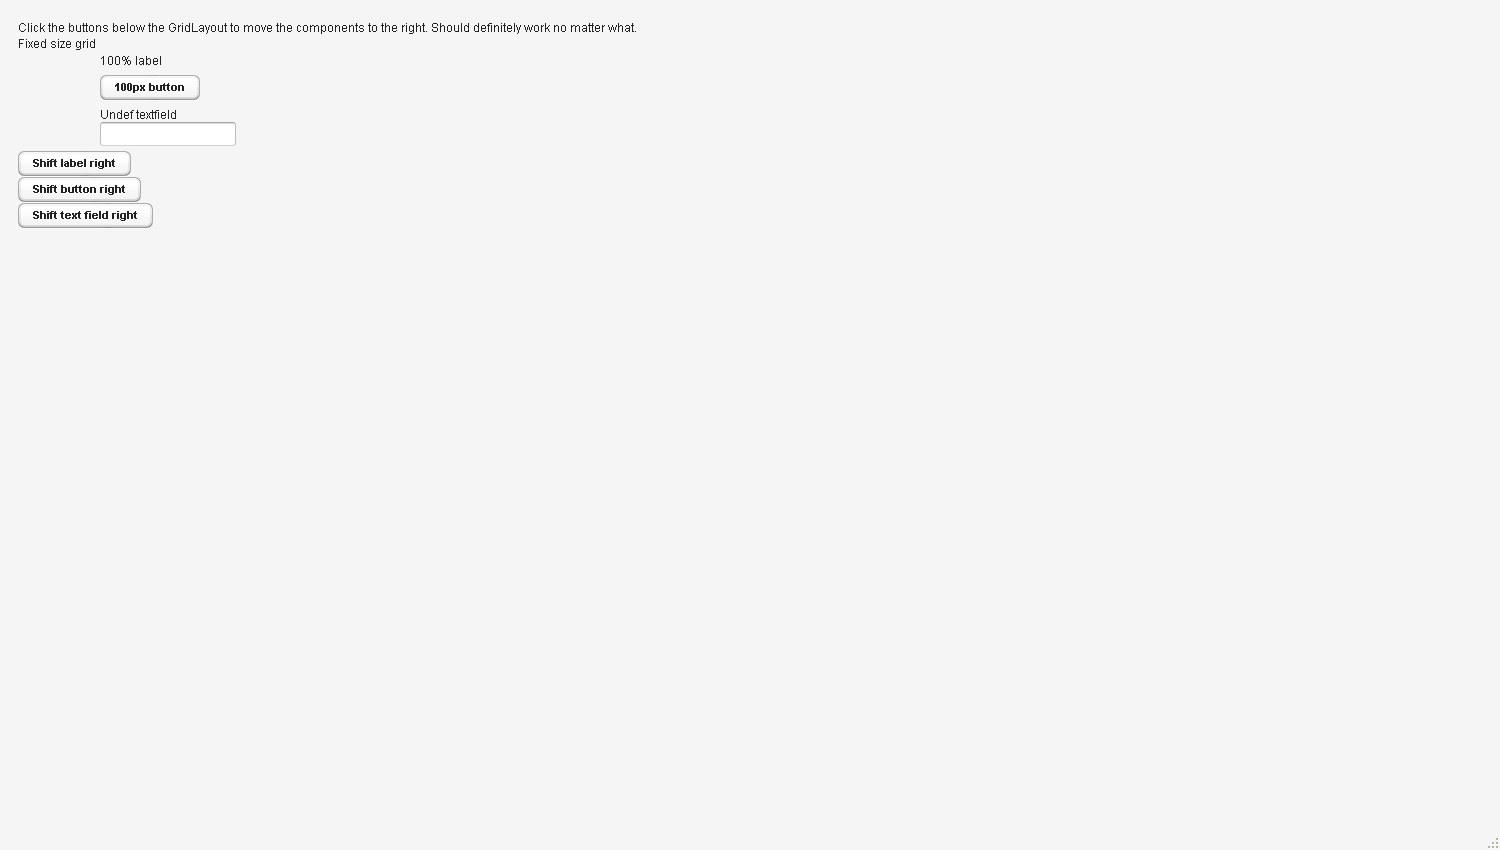 Click the buttons below the GridLayout to move the components to the right. Should definitely work no matter what.
Fixed size grid
100% label
100px button
Undef textfield
Shift label right
Shift button right
Shift text field right